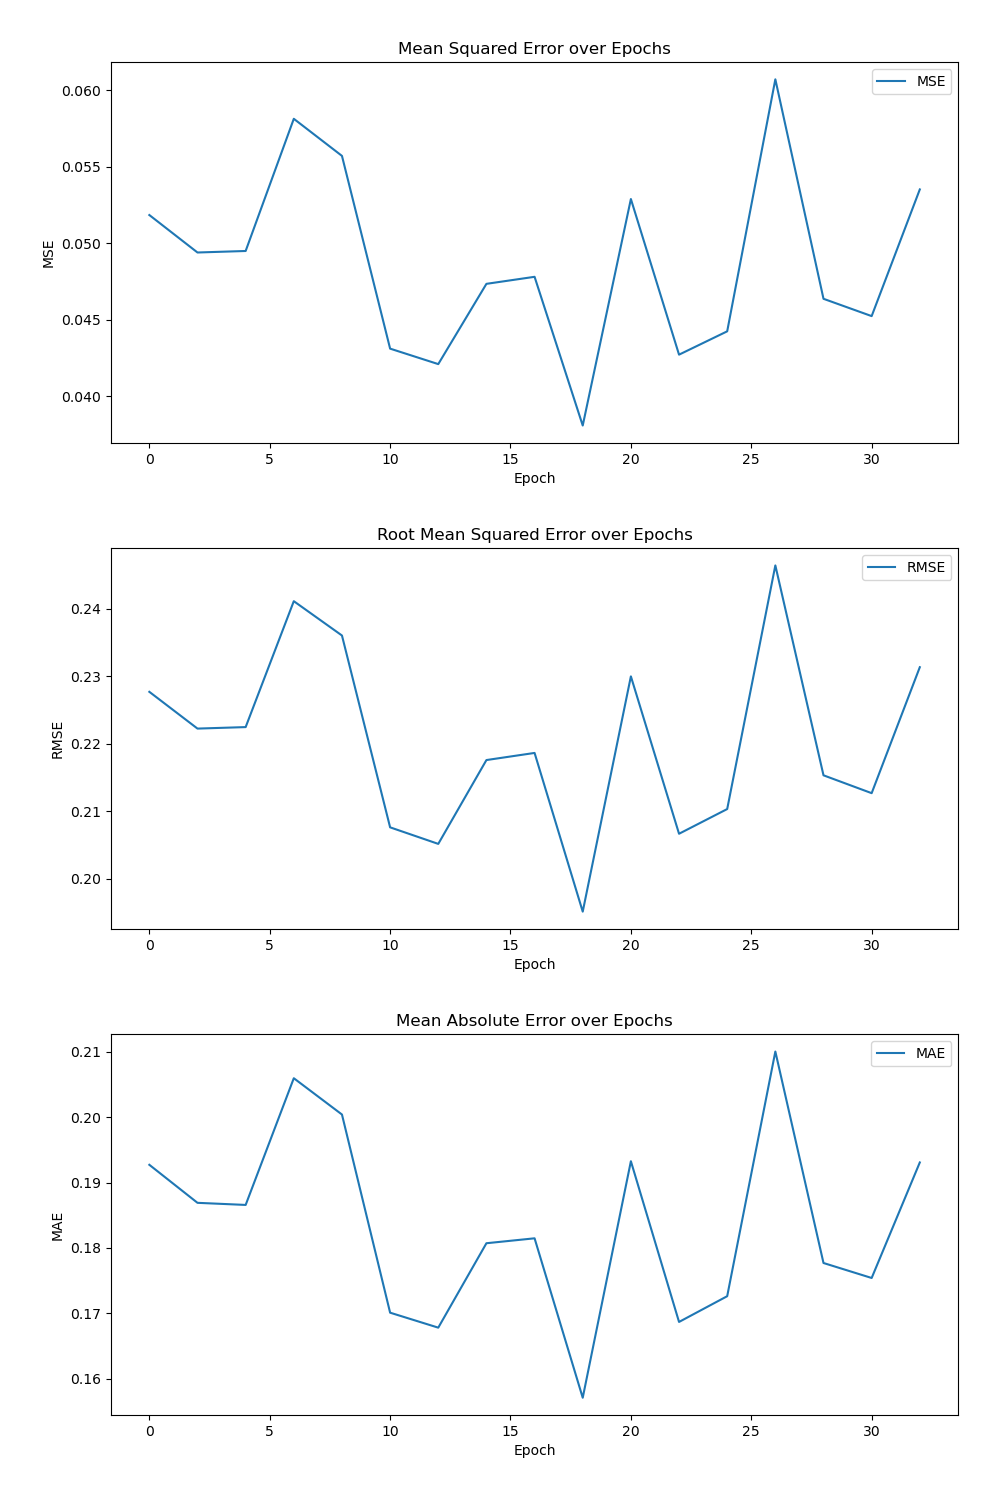 Mean Squared Error over Epochs
MSE
0.060
0.055
0.050
0.045
0.040
MSE
0 5 10 15 20 25 30
Epoch
Root Mean Squared Error over Epochs
RMSE
0.24
0.23
0.22
0.21
0.20
RMSE
0 5 10 15 20 25 30
Epoch
Mean Absolute Error over Epochs
MAE
0.21
0.20
0.19
0.18
0.17
0.16
MAE
0 5 10 15 20 25 30
Epoch